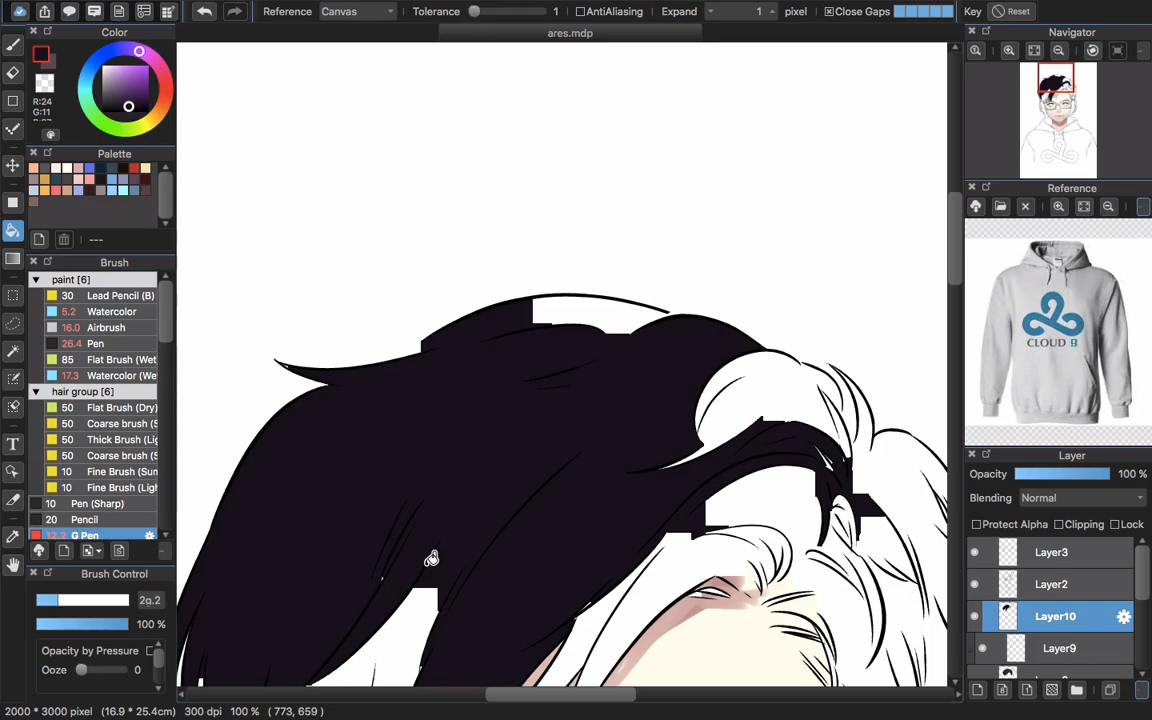 Reference Canvas Tolerance 1 AntiAliasing Expand 1 pixel Close Gaps Key Reset
ares.mdp
Color
R:24
G:11
Palette
---
Brush
paint [6]
30 Lead Pencil (B)
5.2 Watercolor
16.0 Airbrush
26.4 Pen
85 Flat Brush (Wet
17.3 Watercolor (We
hair group [6]
50 Flat Brush (Dry)
50 Coarse brush (S
50 Thick Brush (Lig
50 Coarse brush (S
10 Fine Brush (Sun
10 Fine Brush (Ligh
10 Pen (Sharp)
20 Pencil
12.2 G Pen
Brush Control
100 %
Opacity by Pressure
Ooze 0
2000 * 3000 pixel (16.9 * 25.4cm) 300 dpi 100 % ( 773, 659 )
Navigator
Reference
CLOUD 9
Layer
Opacity 100 %
Blending Normal
Protect Alpha Clipping Lock
Layer3
Layer2
Layer10
Layer9